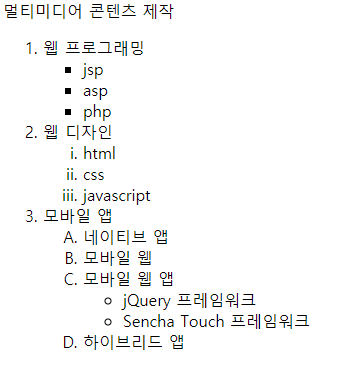 멀티미디어 콘텐츠 제작
1. 웹 프로그래밍
■ jsp
■ asp
■ php
2. 웹 디자인
i. html
ii. css
iii. javascript
3. 모바일 앱
A. 네이티브 앱
B. 모바일 웹
C. 모바일 웹 앱
○ jQuery 프레임워크
○ Sencha Touch 프레임워크
D. 하이브리드 앱